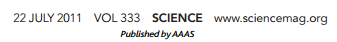 22 JULY 2011 VOL 333 SCIENCE www.sciencemag.org
Published by AAAS